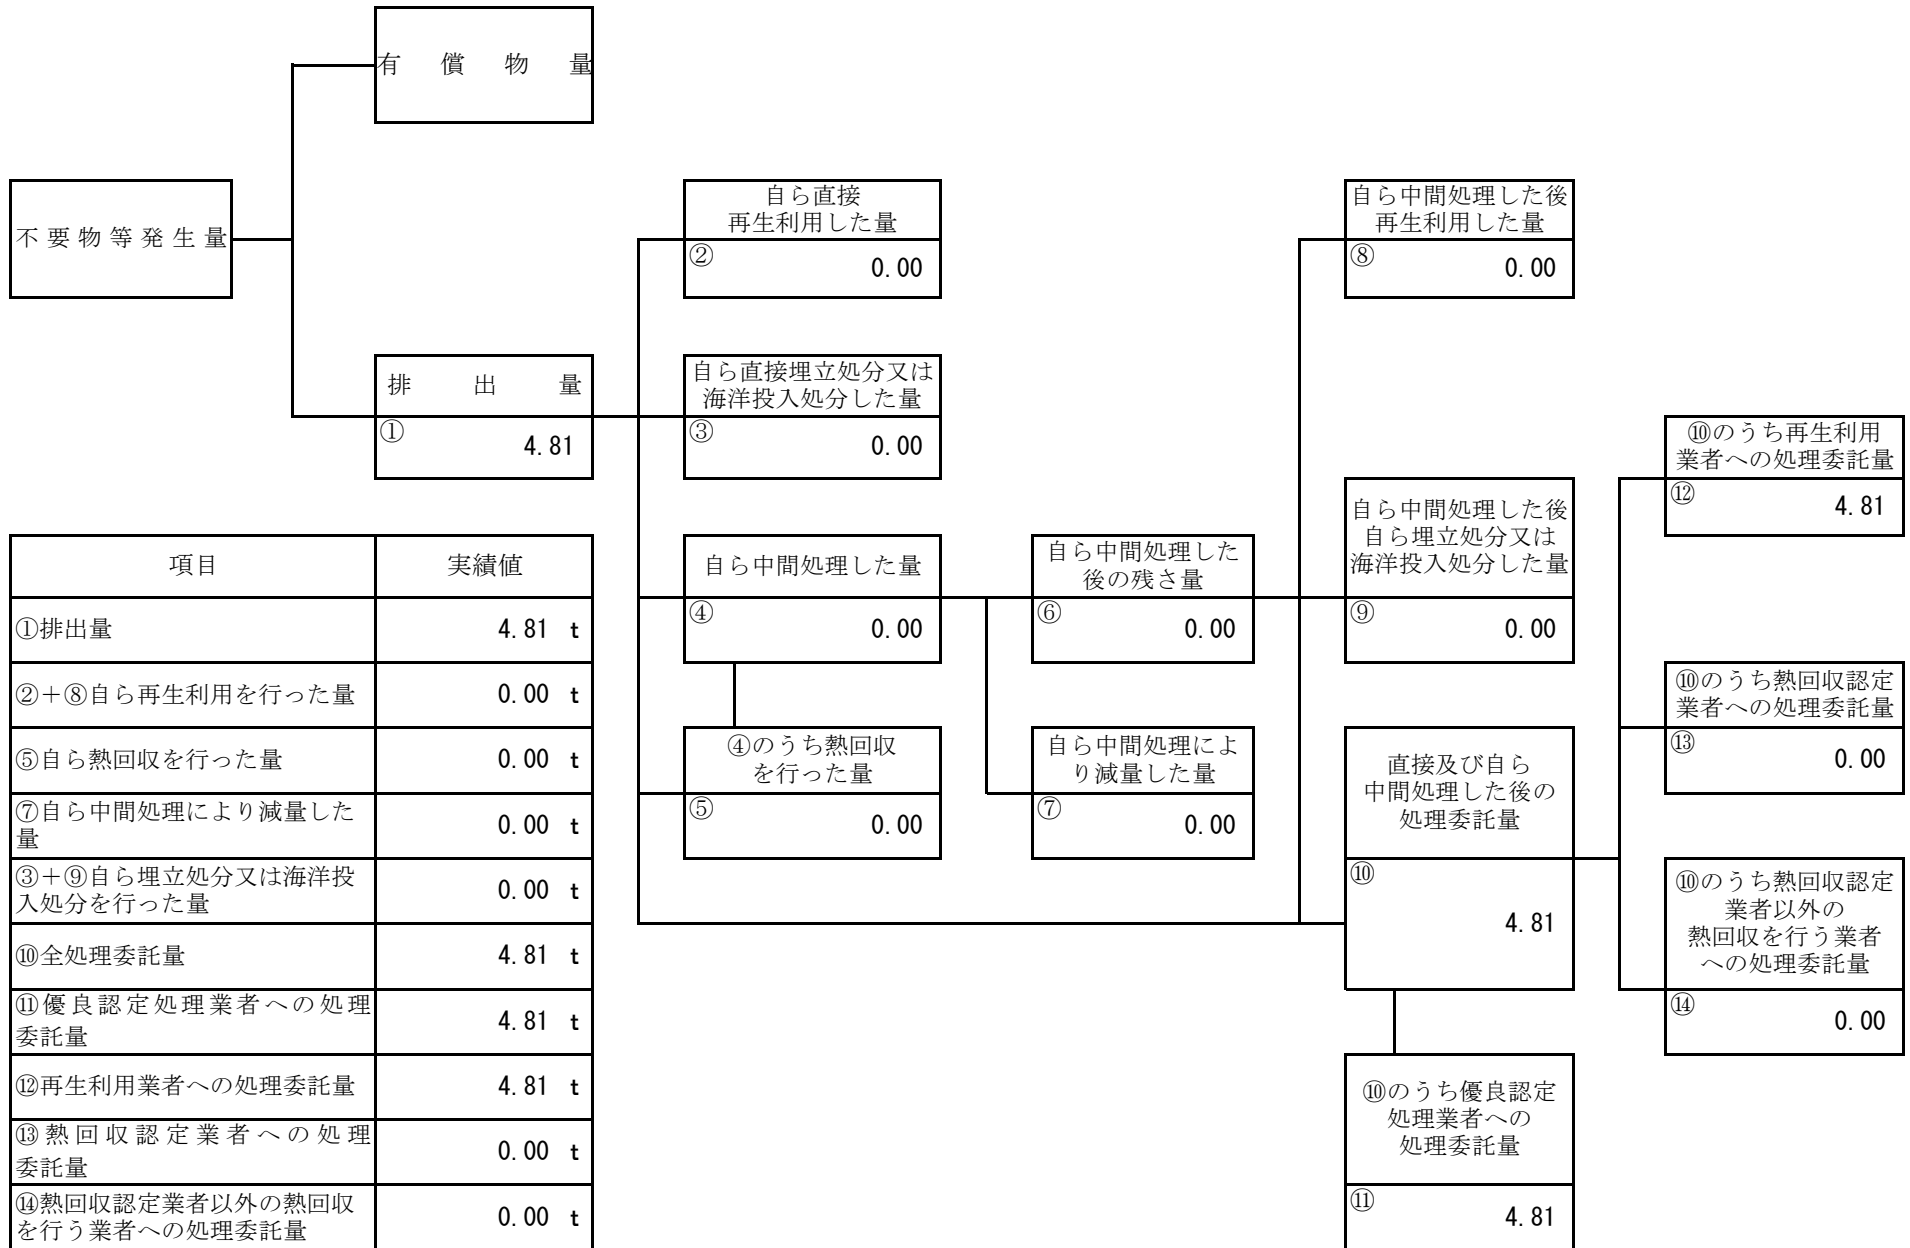 有償物量
不要物等発生量
自ら直接
再生利用した量
②
0.00
自ら中間処理した後
再生利用した量
⑧
0.00
排出量
①
4.81
自ら直接埋立処分又は
海洋投入処分した量
③
0.00
⑩のうち再生利用
業者への処理委託量
⑫
4.81
自ら中間処理した量
④
0.00
自ら中間処理した
後の残さ量
⑥
0.00
自ら中間処理した後
自ら埋立処分又は
海洋投入処分した量
⑨
0.00
⑩のうち熱回収認定
業者への処理委託量
⑬
0.00
④のうち熱回収
を行った量
⑤
0.00
自ら中間処理によ
り減量した量
⑦
0.00
直接及び自ら
中間処理した後の
処理委託量
⑩
4.81
⑩のうち熱回収認定
業者以外の
熱回収を行う業者
への処理委託量
⑭
0.00
⑩のうち優良認定
処理業者への
処理委託量
⑪
4.81
項目 実績値
①排出量 4.81 t
②＋⑧自ら再生利用を行った量 0.00 t
⑤自ら熱回収を行った量 0.00 t
⑦自ら中間処理により減量した
量 0.00 t
③＋⑨自ら埋立処分又は海洋投
入処分を行った量 0.00 t
⑩全処理委託量 4.81 t
⑪優良認定処理業者への処理
委託量 4.81 t
⑫再生利用業者への処理委託量 4.81 t
⑬熱回収認定業者への処理
委託量 0.00 t
⑭熱回収認定業者以外の熱回収
を行う業者への処理委託量 0.00 t